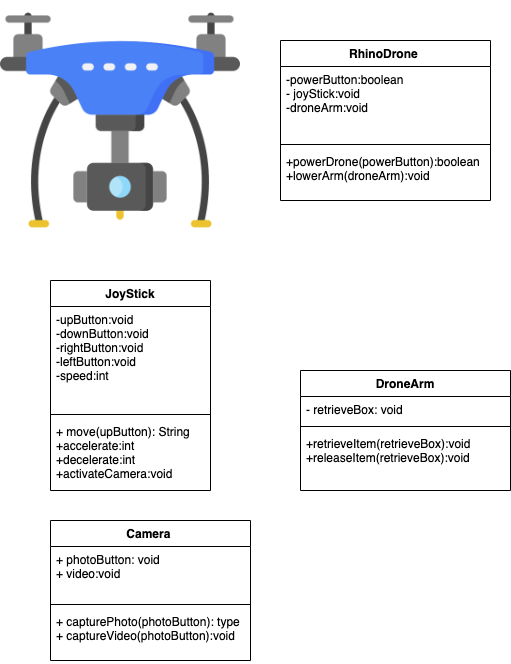 RhinoDrone
-powerButton:boolean
- joyStick:void
-droneArm:void
+powerDrone(powerButton):boolean
+lowerArm(droneArm):void
JoyStick
-upButton:void
-downButton:void
-rightButton:void
-leftButton:void
-speed:int
+ move(upButton): String
+accelerate:int
+decelerate:int
+activateCamera:void
DroneArm
- retrieveBox: void
+retrieveItem(retrieveBox):void
+releaseItem(retrieveBox):void
Camera
+ photoButton: void
+ video:void
+ capturePhoto(photoButton): type
+ captureVideo(photoButton):void